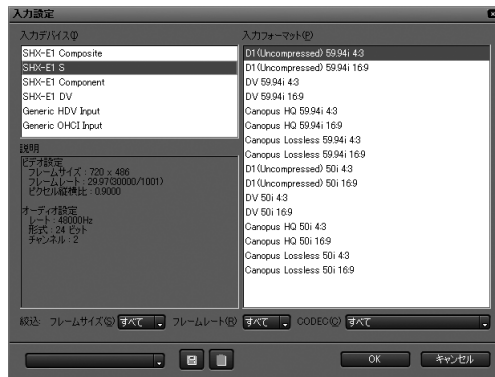 入力設定
入力デバイスの
SHX-E1 Composite
SHX-E1 S
SHX-E1 Component
SHX-E1 DV
Generic HDV Input
Generic OHCI Input
説明
ビデオ設定
フレームサイズ : 720 x 486
フレームレート : 29.97(30000/1001)
ピクセル縦横比 : 0.9000
オーディオ設定
レート : 48000Hz
形式 : 24 ビット
チャンネル : 2
入力フォーマット(P)
D1(Uncompressed) 59.94i 4:3
D1(Uncompressed) 59.94i 16:9
DV 59.94i 4:3
DV 59.94i 16:9
Canopus HQ 59.94i 4:3
Canopus HQ 59.94i 16:9
Canopus Lossless 59.94i 4:3
Canopus Lossless 59.94i 16:9
D1(Uncompressed) 50i 4:3
D1(Uncompressed) 50i 16:9
DV 50i 4:3
DV 50i 16:9
Canopus HQ 50i 4:3
Canopus HQ 50i 16:9
Canopus Lossless 50i 4:3
Canopus Lossless 50i 16:9
絞込: フレームサイズ(S) すべて フレームレート(R) すべて CODEC(C) すべて
OK キャンセル